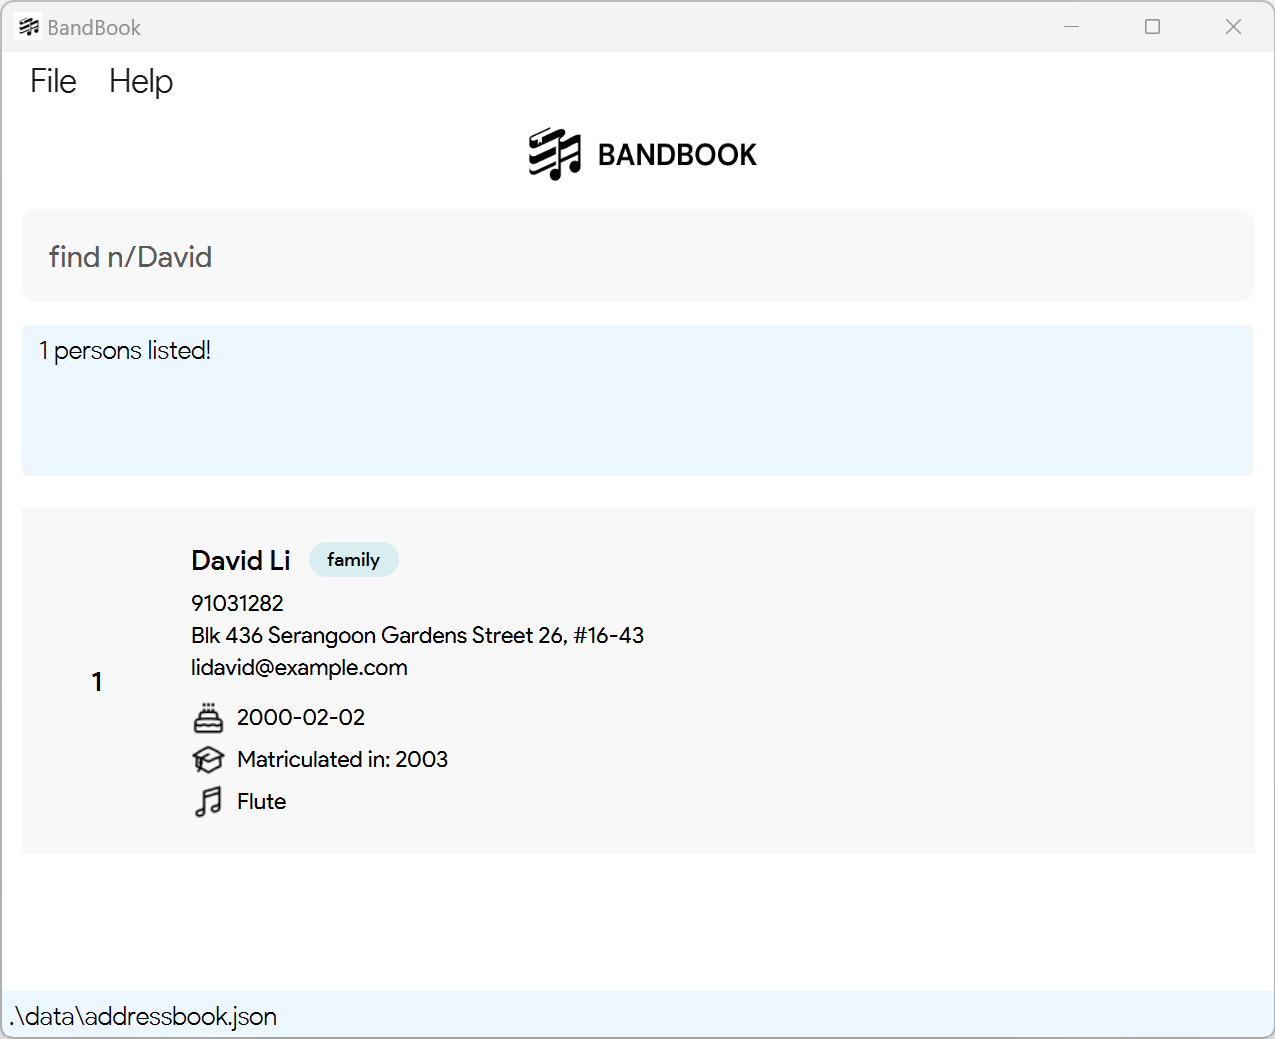 BandBook
File Help
BANDBOOK
find n/David
1 persons listed!
David Li family
91031282
Blk 436 Serangoon Gardens Street 26, #16-43
lidavid@example.com
1
2000-02-02
Matriculated in: 2003
Flute
.\data\addressbook.json